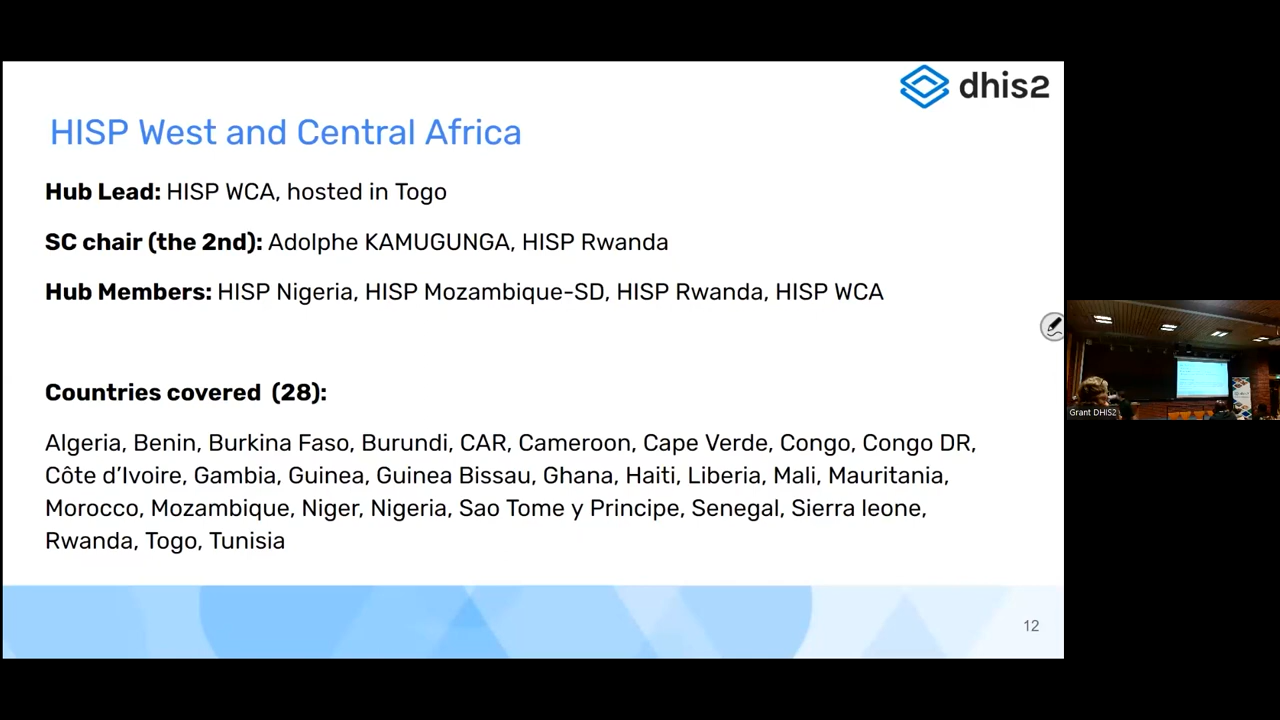 dhis2
HISP West and Central Africa
Hub Lead: HISP WCA, hosted in Togo
SC chair (the 2nd): Adolphe KAMUGUNGA, HISP Rwanda
Hub Members: HISP Nigeria, HISP Mozambique-SD, HISP Rwanda, HISP WCA
Countries covered  (28):
Algeria, Benin, Burkina Faso, Burundi, CAR, Cameroon, Cape Verde, Congo, Congo DR,
Côte d’Ivoire, Gambia, Guinea, Guinea Bissau, Ghana, Haiti, Liberia, Mali, Mauritania,
Morocco, Mozambique, Niger, Nigeria, Sao Tome y Principe, Senegal, Sierra leone,
Rwanda, Togo, Tunisia
12
Grant DHIS2